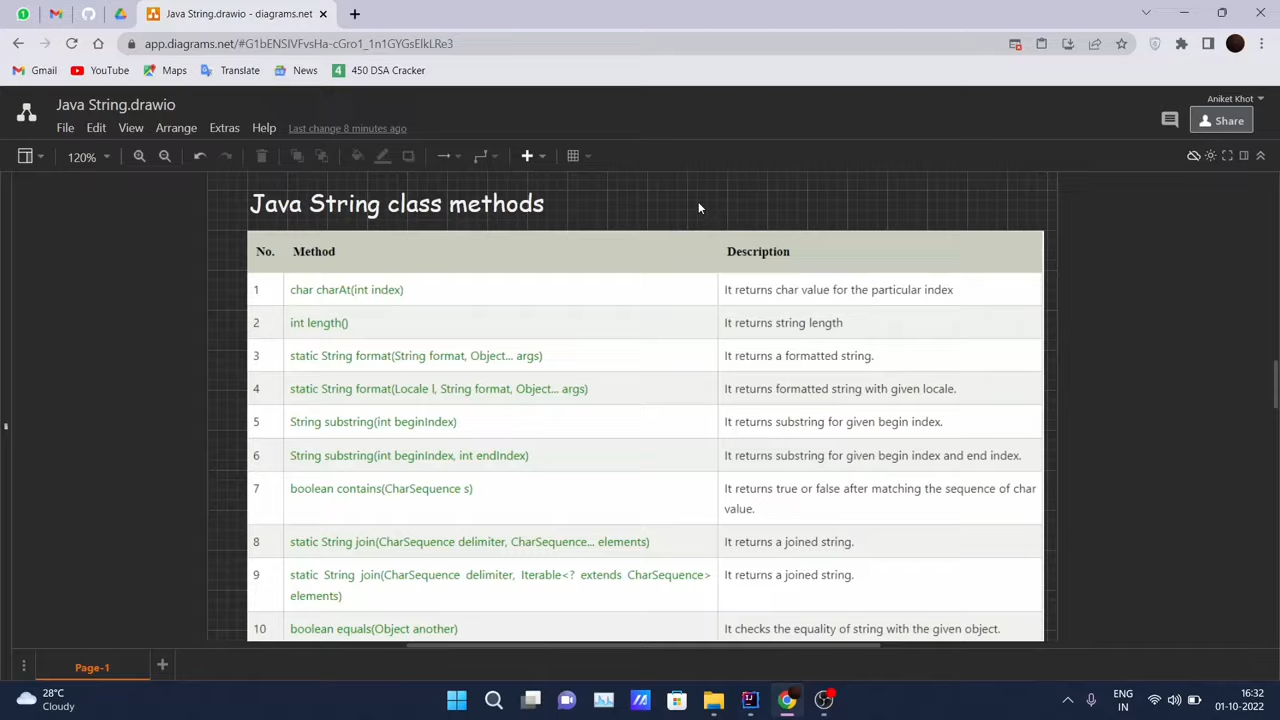 Java String.drawio - diagrams.net
app.diagrams.net/#G1bENSIVFvsHa-cGro1_1n1GYGsElkLRe3
Gmail YouTube Maps Translate News 4 450 DSA Cracker
Java String.drawio
Aniket Khot
File Edit View Arrange Extras Help Last change 8 minutes ago
Share
120%
Java String class methods
No. Method Description
1 char charAt(int index) It returns char value for the particular index
2 int length() It returns string length
3 static String format(String format, Object... args) It returns a formatted string.
4 static String format(Locale l, String format, Object... args) It returns formatted string with given locale.
5 String substring(int beginIndex) It returns substring for given begin index.
6 String substring(int beginIndex, int endIndex) It returns substring for given begin index and end index.
7 boolean contains(CharSequence s) It returns true or false after matching the sequence of char
value.
8 static String join(CharSequence delimiter, CharSequence... elements) It returns a joined string.
9 static String join(CharSequence delimiter, Iterable<? extends CharSequence> It returns a joined string.
elements)
10 boolean equals(Object another) It checks the equality of string with the given object.
Page-1
28°C ENG 16:32
Cloudy IN 01-10-2022